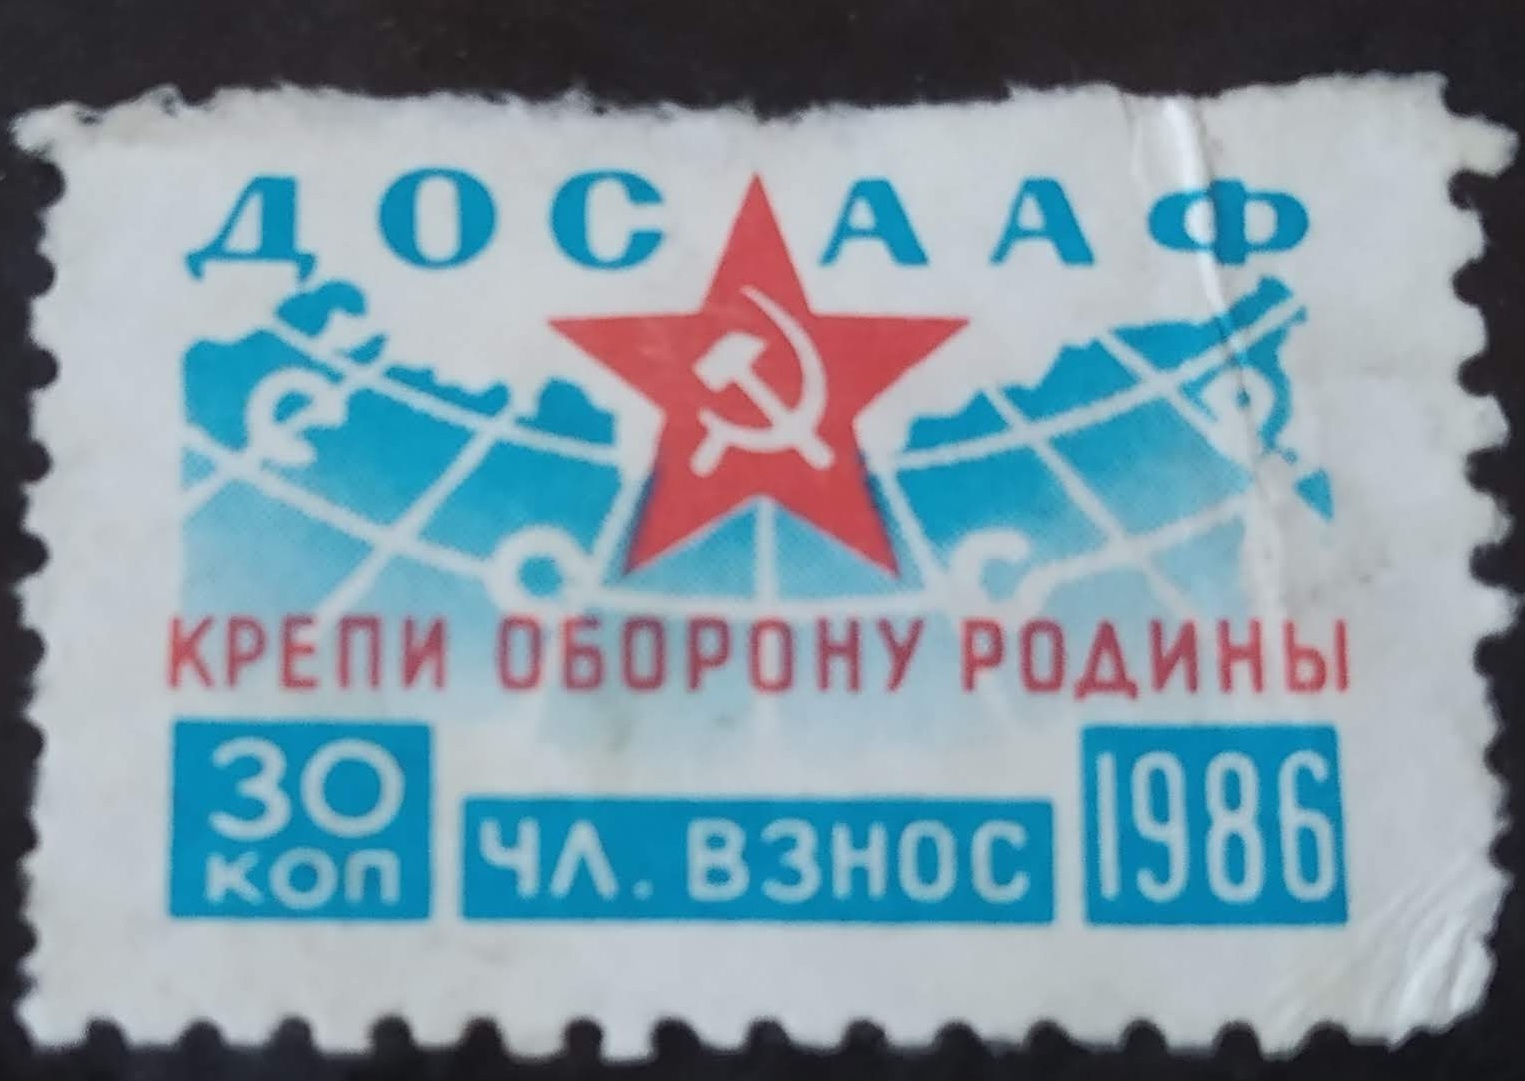 ДОСААФ
Р О С Р
КРЕПИ ОБОРОНУ РОДИНЫ
30 КОП
ЧЛ. ВЗНОС
1986